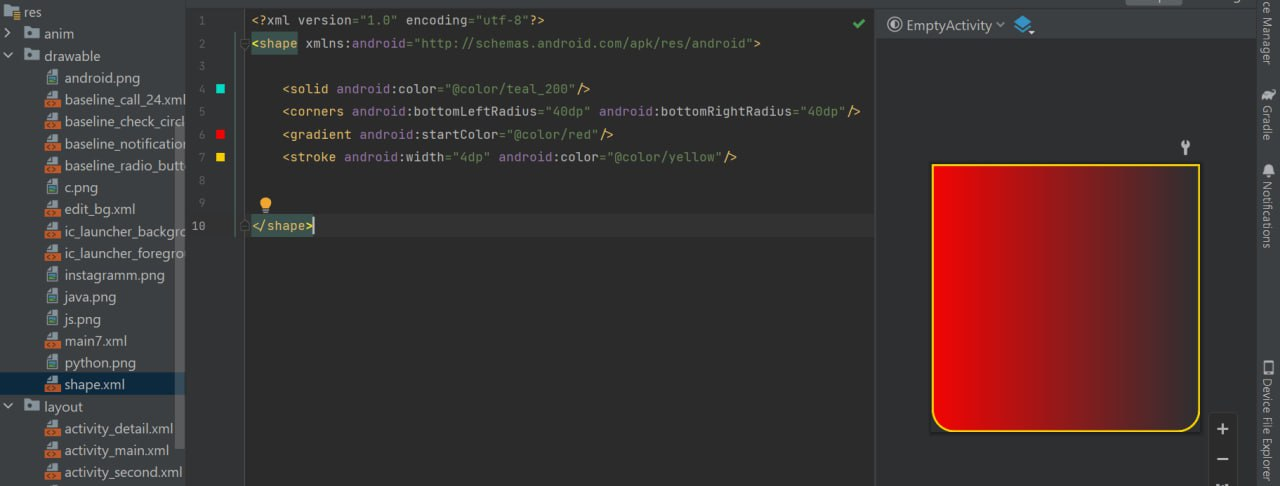 res
anim
drawable
android.png
baseline_call_24.xml
baseline_check_circl
baseline_notification
baseline_radio_butt
c.png
edit_bg.xml
ic_launcher_backgro
ic_launcher_foregrou
instagramm.png
java.png
js.png
main7.xml
python.png
shape.xml
layout
activity_detail.xml
activity_main.xml
activity_second.xml
1 <?xml version="1.0" encoding="utf-8"?>
2 <shape xmlns:android="http://schemas.android.com/apk/res/android">
3
4 <solid android:color="@color/teal_200"/>
5 <corners android:bottomLeftRadius="40dp" android:bottomRightRadius="40dp"/>
6 <gradient android:startColor="@color/red"/>
7 <stroke android:width="4dp" android:color="@color/yellow"/>
8
9
10 </shape>
EmptyActivity
ce Manager
Gradle
Notifications
Device File Explorer